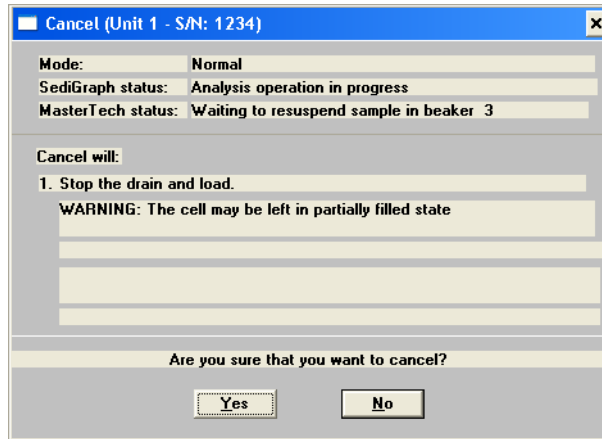 Cancel (Unit 1 - S/N: 1234)
Mode: Normal
SediGraph status: Analysis operation in progress
MasterTech status: Waiting to resuspend sample in beaker 3
Cancel will:
1. Stop the drain and load.
WARNING: The cell may be left in partially filled state
Are you sure that you want to cancel?
Yes No